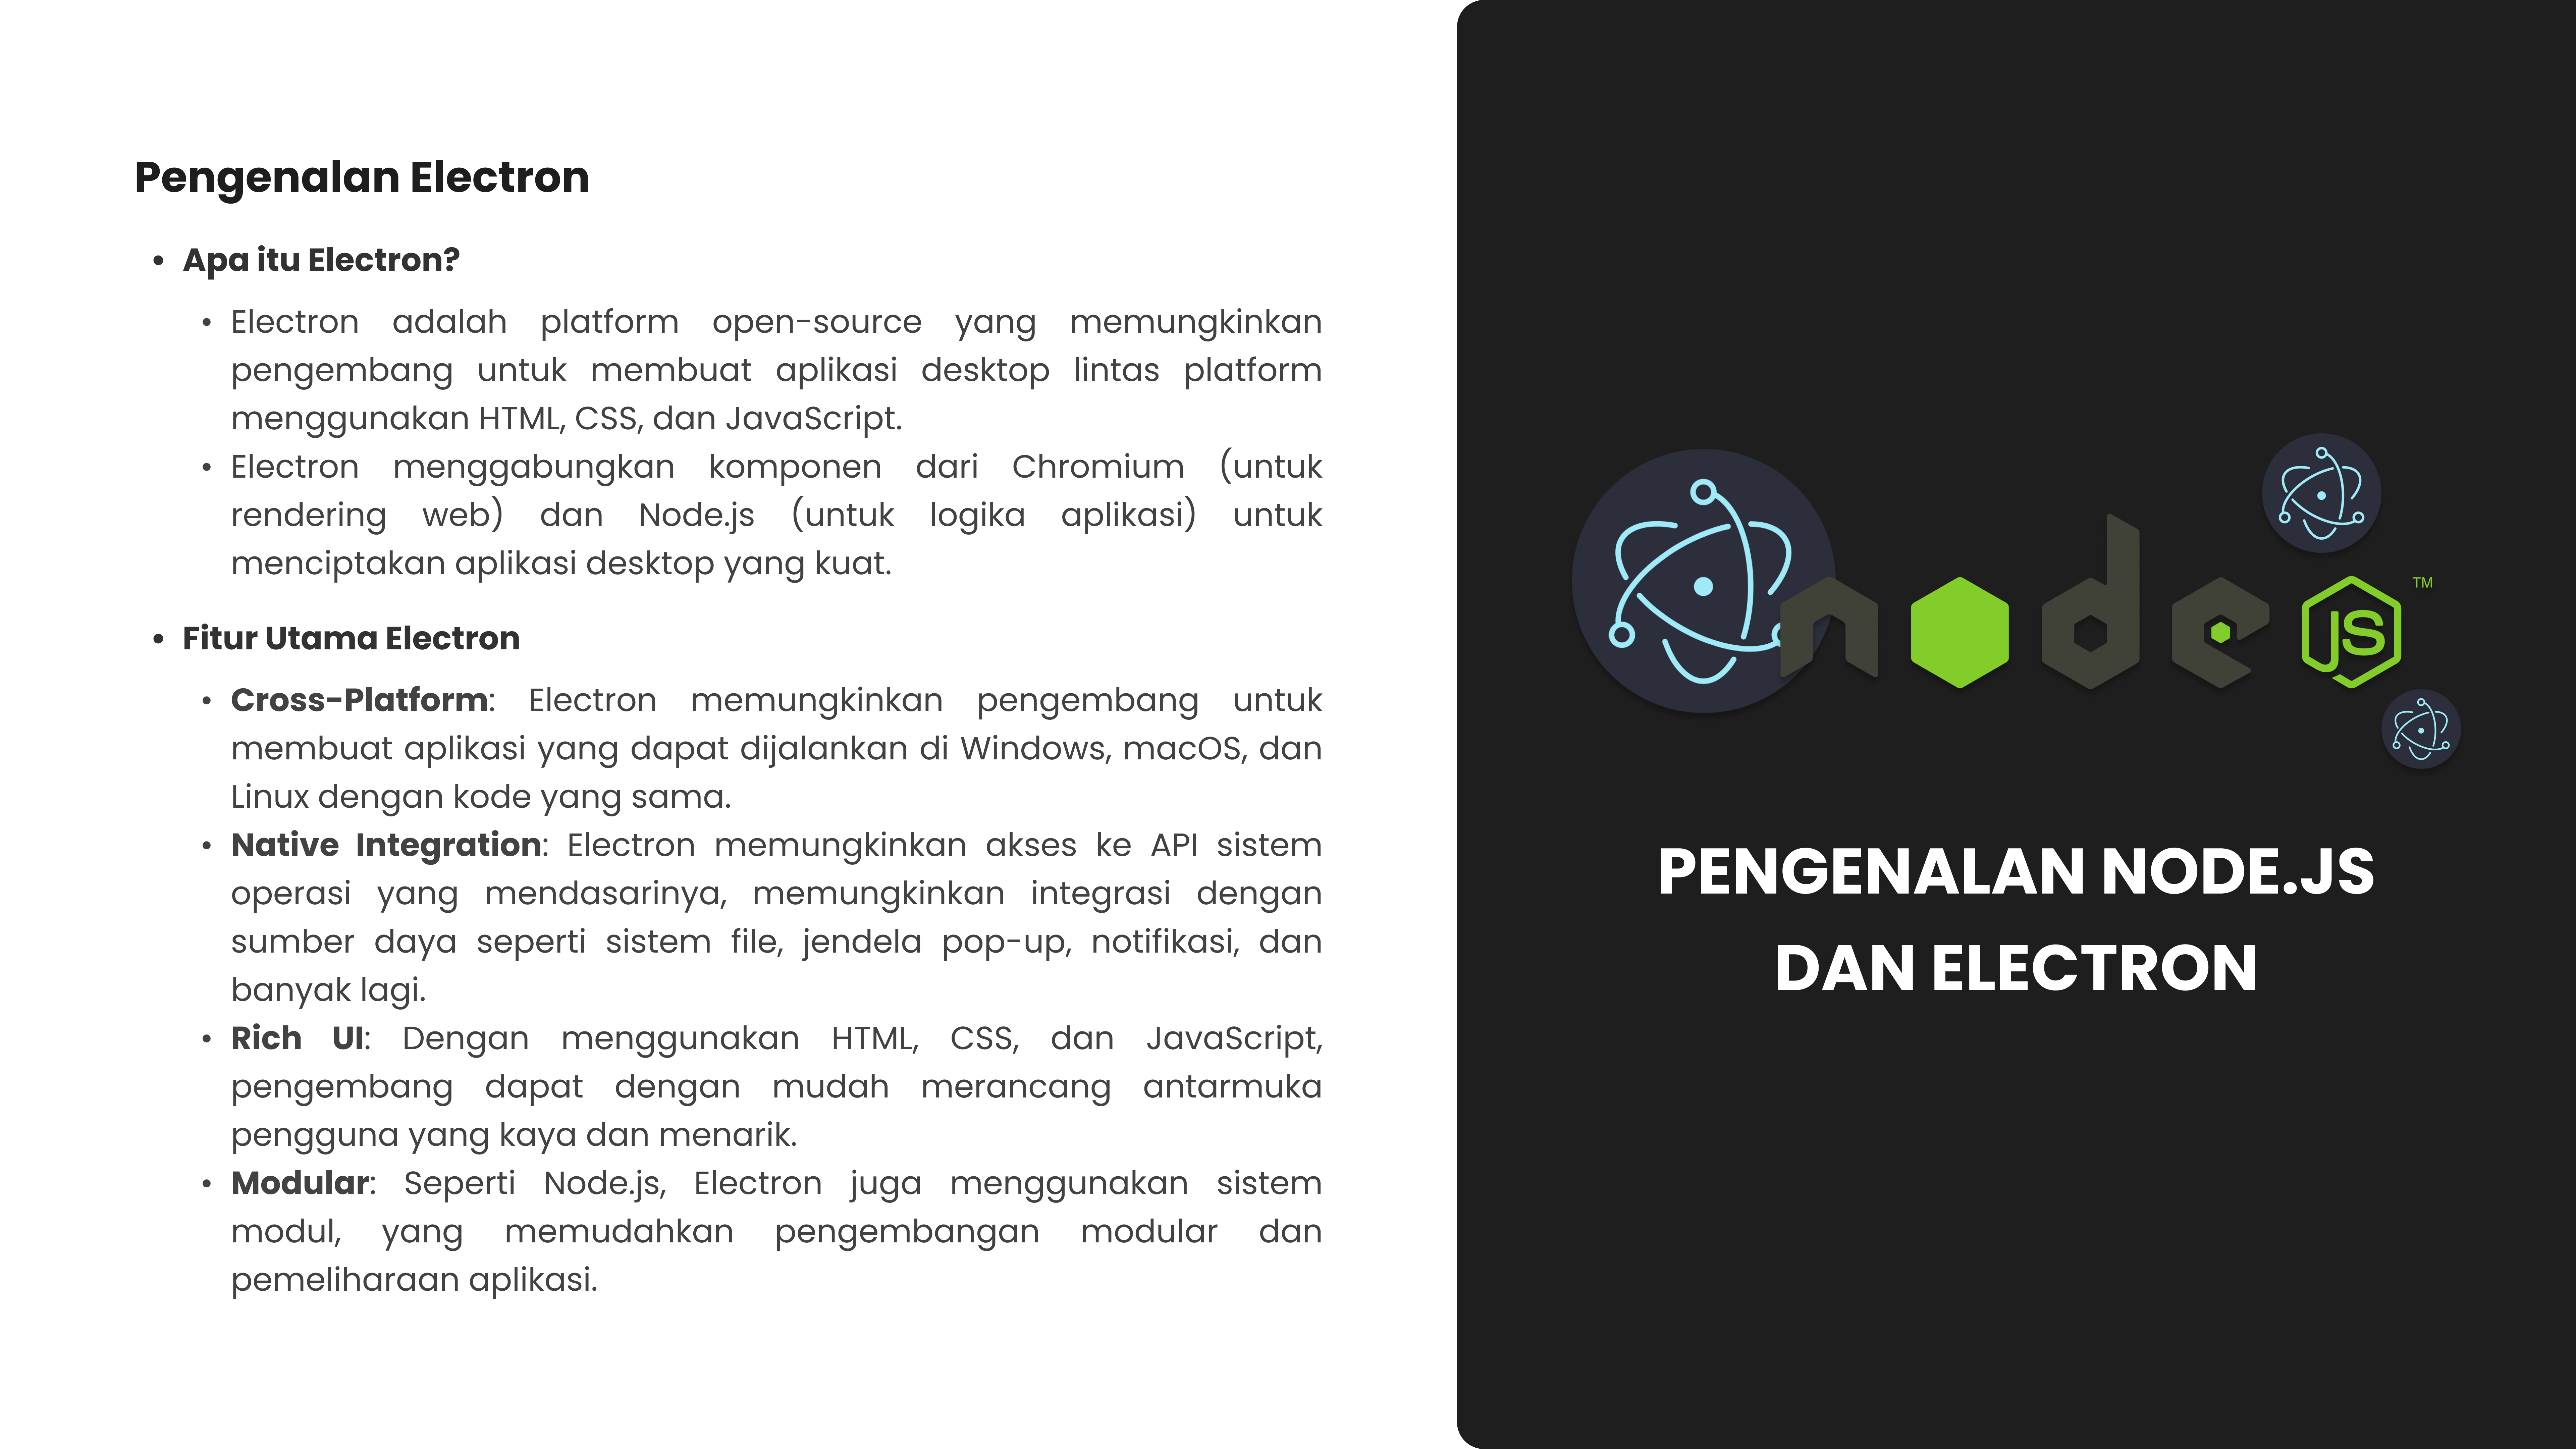 Pengenalan Electron
• Apa itu Electron?
• Electron adalah platform open-source yang memungkinkan
pengembang untuk membuat aplikasi desktop lintas platform
menggunakan HTML, CSS, dan JavaScript.
• Electron menggabungkan komponen dari Chromium (untuk
rendering web) dan Node.js (untuk logika aplikasi) untuk
menciptakan aplikasi desktop yang kuat.
• Fitur Utama Electron
• Cross-Platform: Electron memungkinkan pengembang untuk
membuat aplikasi yang dapat dijalankan di Windows, macOS, dan
Linux dengan kode yang sama.
• Native Integration: Electron memungkinkan akses ke API sistem
operasi yang mendasarinya, memungkinkan integrasi dengan
sumber daya seperti sistem file, jendela pop-up, notifikasi, dan
banyak lagi.
• Rich UI: Dengan menggunakan HTML, CSS, dan JavaScript,
pengembang dapat dengan mudah merancang antarmuka
pengguna yang kaya dan menarik.
• Modular: Seperti Node.js, Electron juga menggunakan sistem
modul, yang memudahkan pengembangan modular dan
pemeliharaan aplikasi.
node JS TM
PENGENALAN NODE.JS
DAN ELECTRON